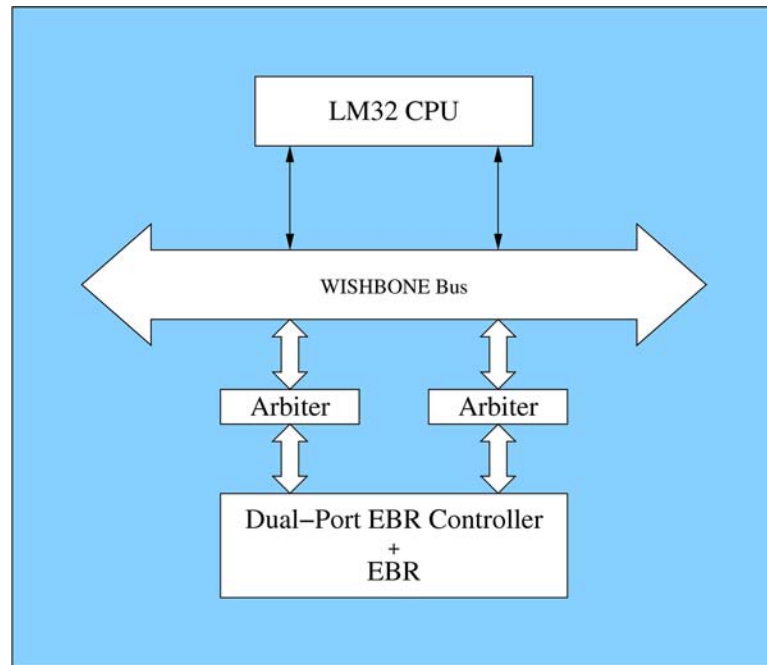 LM32 CPU
WISHBONE Bus
Arbiter
Arbiter
Dual−Port EBR Controller
+
EBR